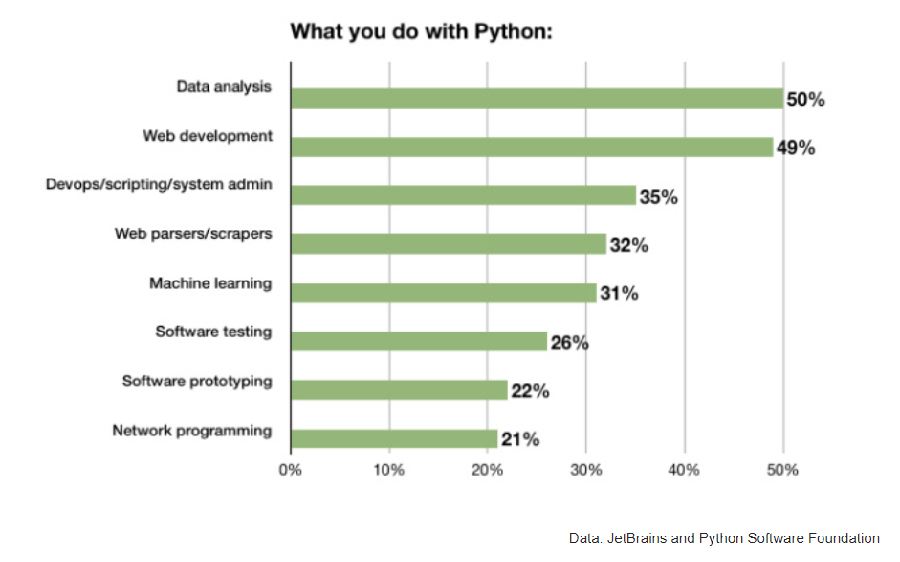 What you do with Python:
Data analysis
50%
Web development
49%
Devops/scripting/system admin
35%
Web parsers/scrapers
32%
Machine learning
31%
Software testing
26%
Software prototyping
22%
Network programming
21%
0% 10% 20% 30% 40% 50%
Data. JetBrains and Python Software Foundation